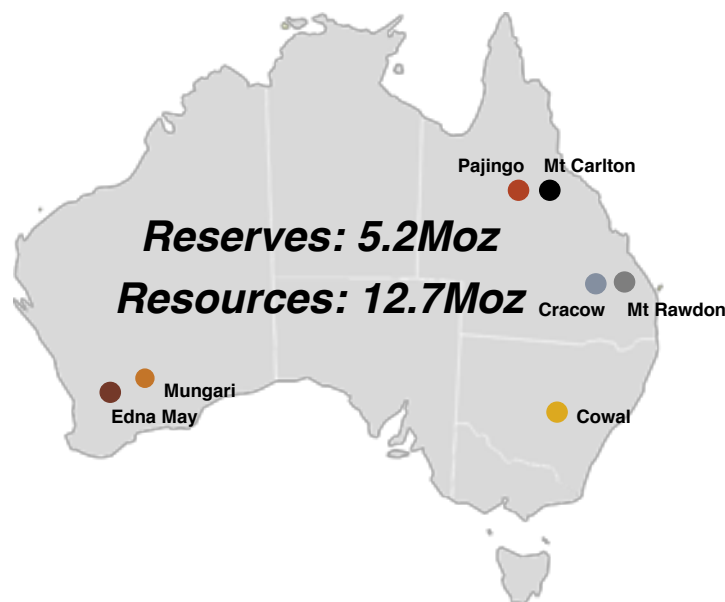 Pajingo Mt Carlton
Reserves: 5.2Moz
Resources: 12.7Moz
Cracow Mt Rawdon
Mungari
Edna May
Cowal